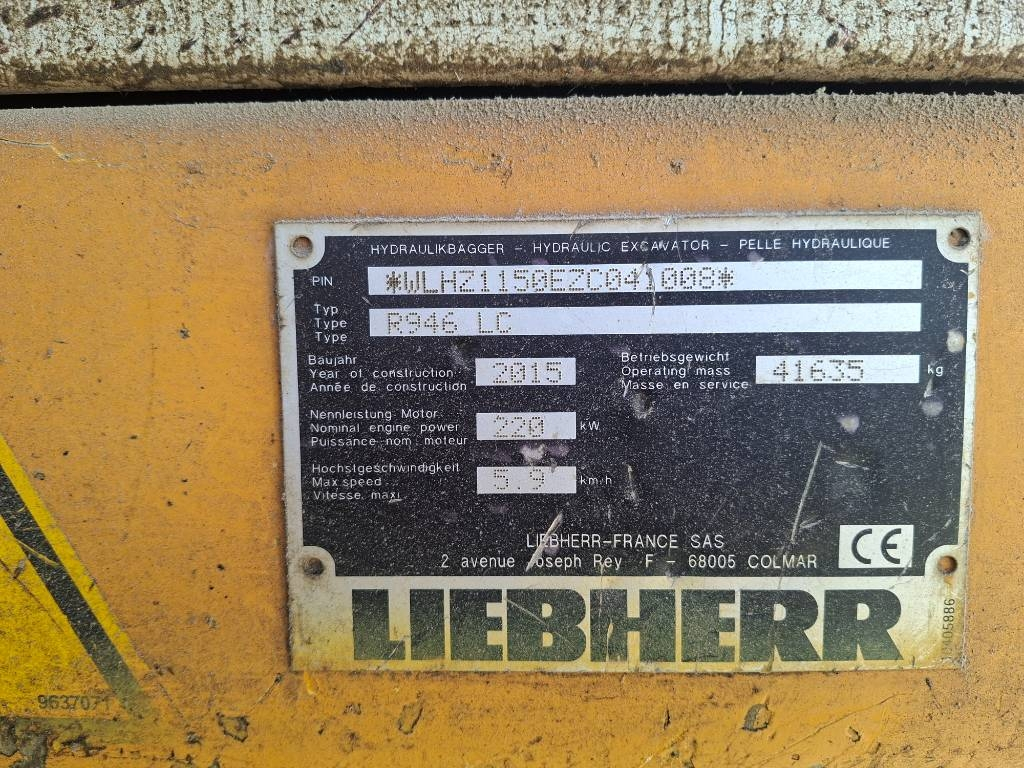 HYDRAULIKBAGGER - HYDRAULIC EXCAVATOR - PELLE HYDRAULIQUE
PIN *WLHZ1150E2C041008*
Typ
Type
Type
R946 LC
Baujahr
Year of construction
Année de construction
2015
Betriebsgewicht
Operating mass
Masse en service
41635 kg
Nennleistung Motor
Nominal engine power
Puissance nom. moteur
220 kW
Höchstgeschwindigkeit
Max speed
Vitesse maxi
5.9 km/h
LIEBHERR-FRANCE SAS
2 avenue Joseph Rey F - 68005 COLMAR
CE
LIEBHERR
9637071